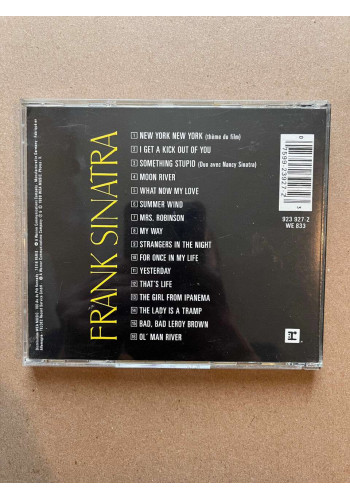 FRANK SINATRA
1 NEW YORK NEW YORK (thème du film)
2 I GET A KICK OUT OF YOU
3 SOMETHING STUPID (Duo avec Nancy Sinatra)
4 MOON RIVER
5 WHAT NOW MY LOVE
6 SUMMER WIND
7 MRS. ROBINSON
8 MY WAY
9 STRANGERS IN THE NIGHT
10 FOR ONCE IN MY LIFE
11 YESTERDAY
12 THAT'S LIFE
13 THE GIRL FROM IPANEMA
14 THE LADY IS A TRAMP
15 BAD, BAD LEROY BROWN
16 OL' MAN RIVER
923 927-2
WE 833